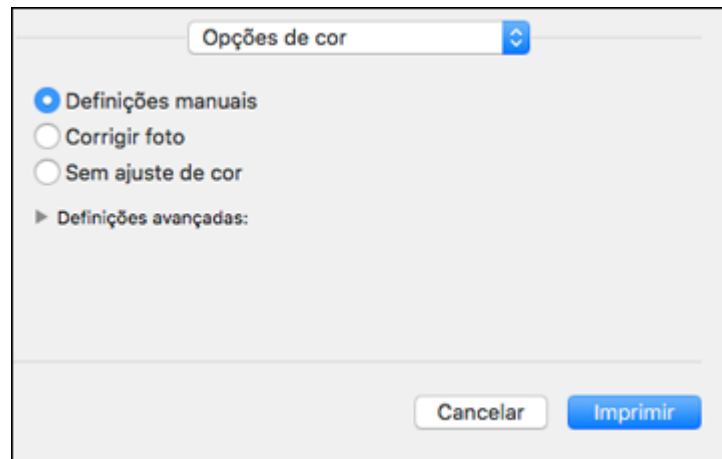 Opções de cor
Definições manuais
Corrigir foto
Sem ajuste de cor
Definições avançadas:
Cancelar Imprimir